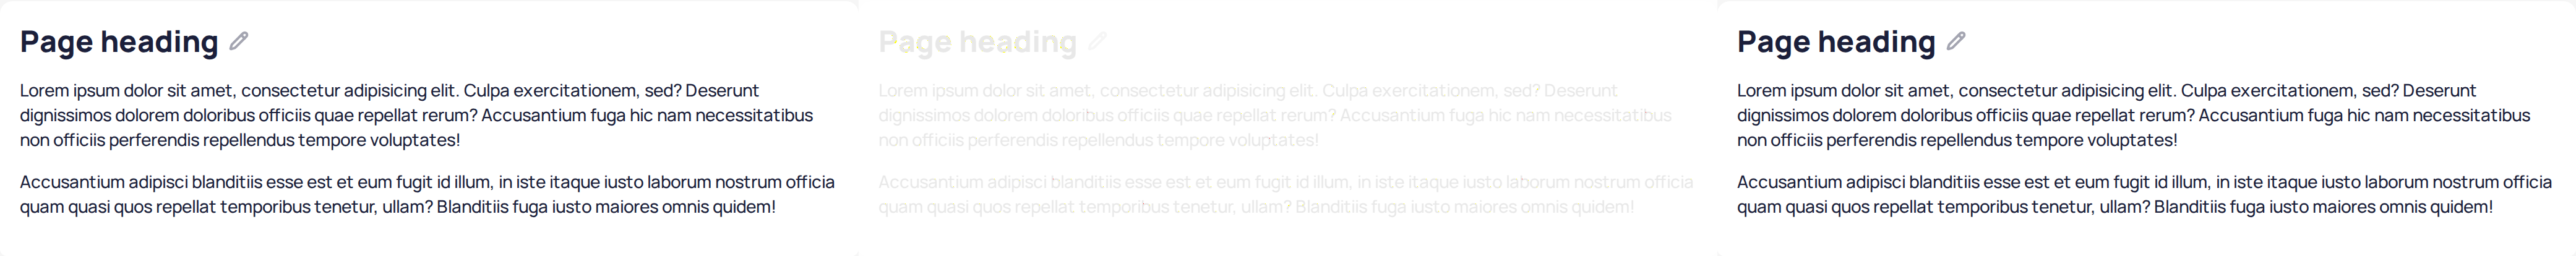 Page heading
Lorem ipsum dolor sit amet, consectetur adipisicing elit. Culpa exercitationem, sed? Deserunt
dignissimos dolorem doloribus officiis quae repellat rerum? Accusantium fuga hic nam necessitatibus
non officiis perferendis repellendus tempore voluptates!
Accusantium adipisci blanditiis esse est et eum fugit id illum, in iste itaque iusto laborum nostrum officia
quam quasi quos repellat temporibus tenetur, ullam? Blanditiis fuga iusto maiores omnis quidem!
Page heading
Lorem ipsum dolor sit amet, consectetur adipisicing elit. Culpa exercitationem, sed? Deserunt
dignissimos dolorem doloribus officiis quae repellat rerum? Accusantium fuga hic nam necessitatibus
non officiis perferendis repellendus tempore voluptates!
Accusantium adipisci blanditiis esse est et eum fugit id illum, in iste itaque iusto laborum nostrum officia
quam quasi quos repellat temporibus tenetur, ullam? Blanditiis fuga iusto maiores omnis quidem!
Page heading
Lorem ipsum dolor sit amet, consectetur adipisicing elit. Culpa exercitationem, sed? Deserunt
dignissimos dolorem doloribus officiis quae repellat rerum? Accusantium fuga hic nam necessitatibus
non officiis perferendis repellendus tempore voluptates!
Accusantium adipisci blanditiis esse est et eum fugit id illum, in iste itaque iusto laborum nostrum officia
quam quasi quos repellat temporibus tenetur, ullam? Blanditiis fuga iusto maiores omnis quidem!